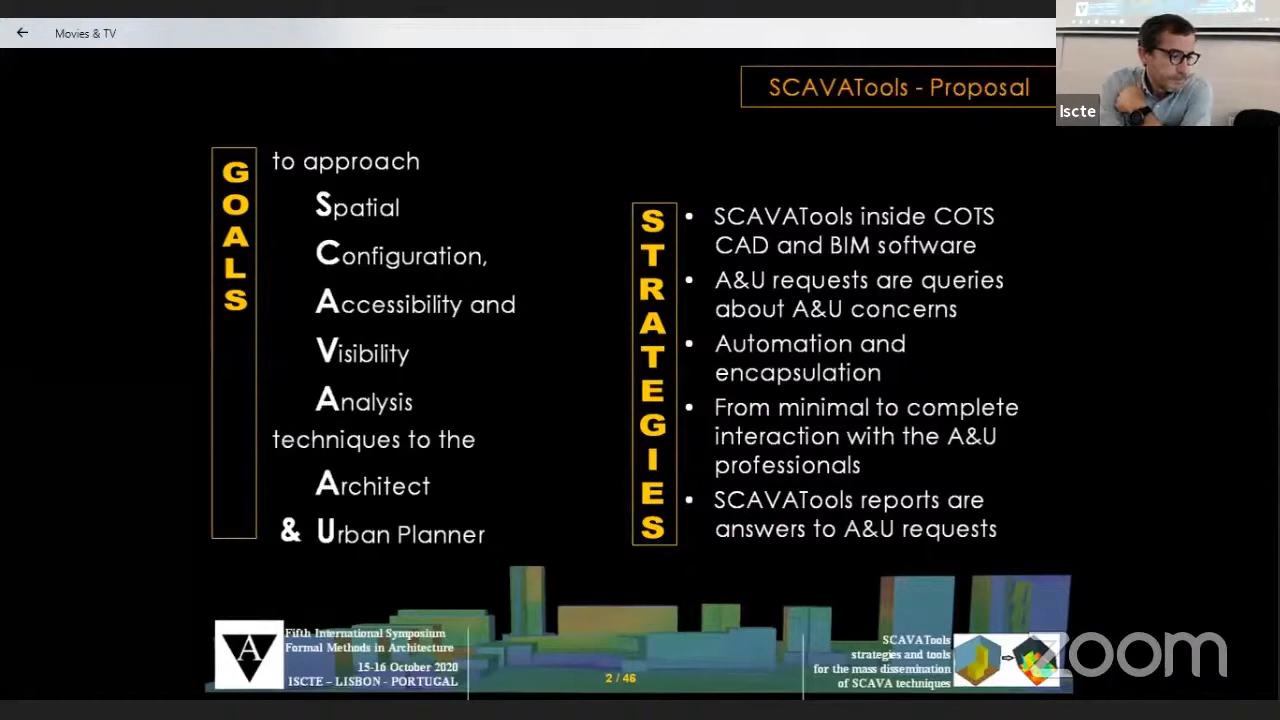 Movies & TV
SCAVATools - Proposal
Iscte
GOALS
to approach
Spatial
Configuration,
Accessibility and
Visibility
Analysis
techniques to the
Architect
& Urban Planner
STRATEGIES
• SCAVATools inside COTS
CAD and BIM software
• A&U requests are queries
about A&U concerns
• Automation and
encapsulation
• From minimal to complete
interaction with the A&U
professionals
• SCAVATools reports are
answers to A&U requests
A
Fifth International Symposium
Formal Methods in Architecture
15-16 October 2020
ISCTE – LISBON - PORTUGAL
2 / 46
SCAVATools
strategies and tools
for the mass dissemination
of SCAVA techniques
zoom